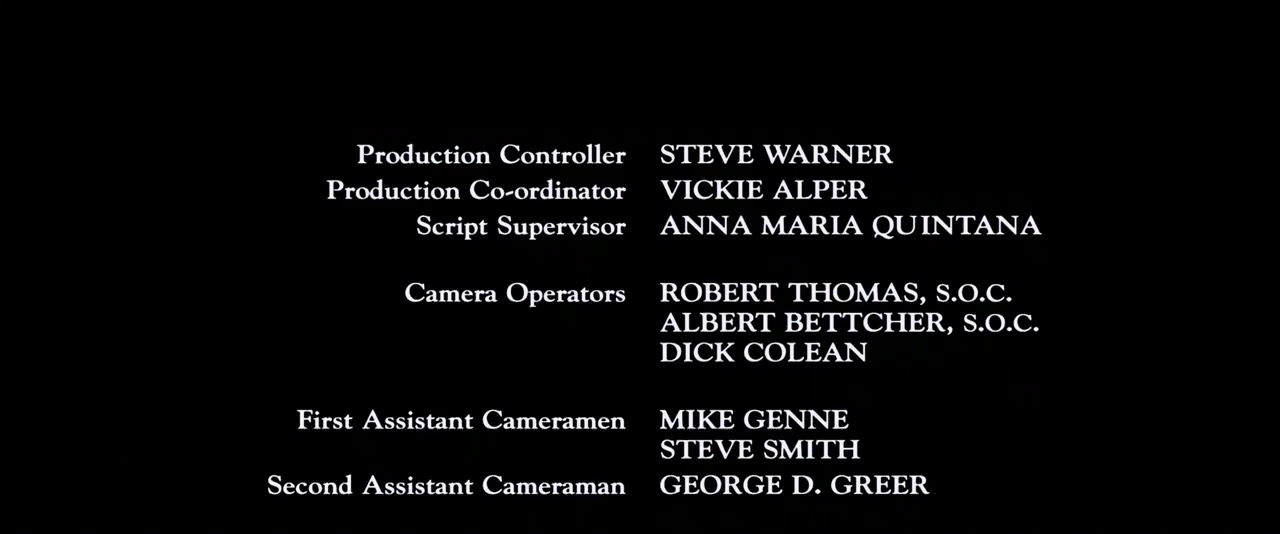 Production Controller STEVE WARNER
Production Co-ordinator VICKIE ALPER
Script Supervisor ANNA MARIA QUINTANA
Camera Operators ROBERT THOMAS, S.O.C.
ALBERT BETTCHER, S.O.C.
DICK COLEAN
First Assistant Cameramen MIKE GENNE
STEVE SMITH
Second Assistant Cameraman GEORGE D. GREER